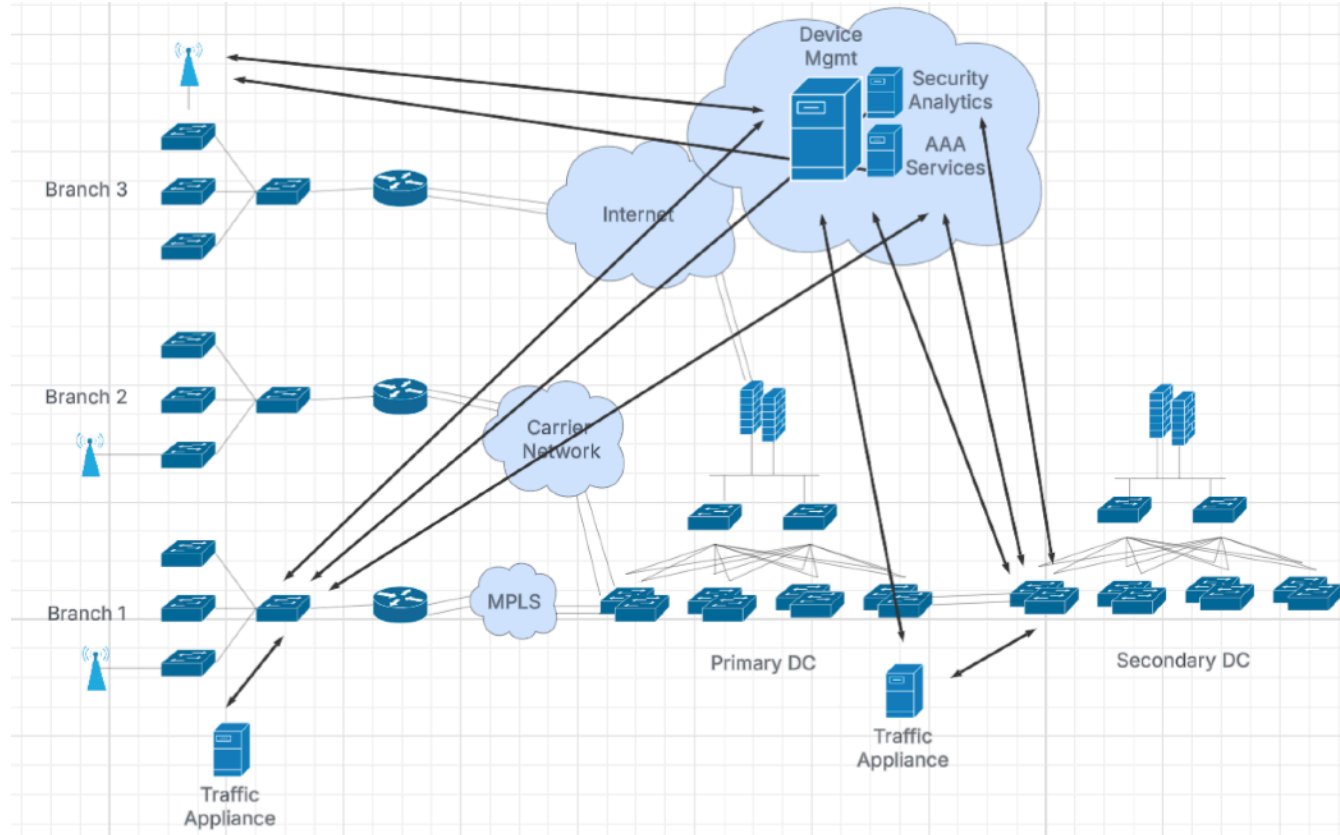 Device
Mgmt
Security
Analytics
AAA
Services
Branch 3
Internet
Branch 2
Carrier
Network
Branch 1
MPLS
Primary DC
Secondary DC
Traffic
Appliance
Traffic
Appliance